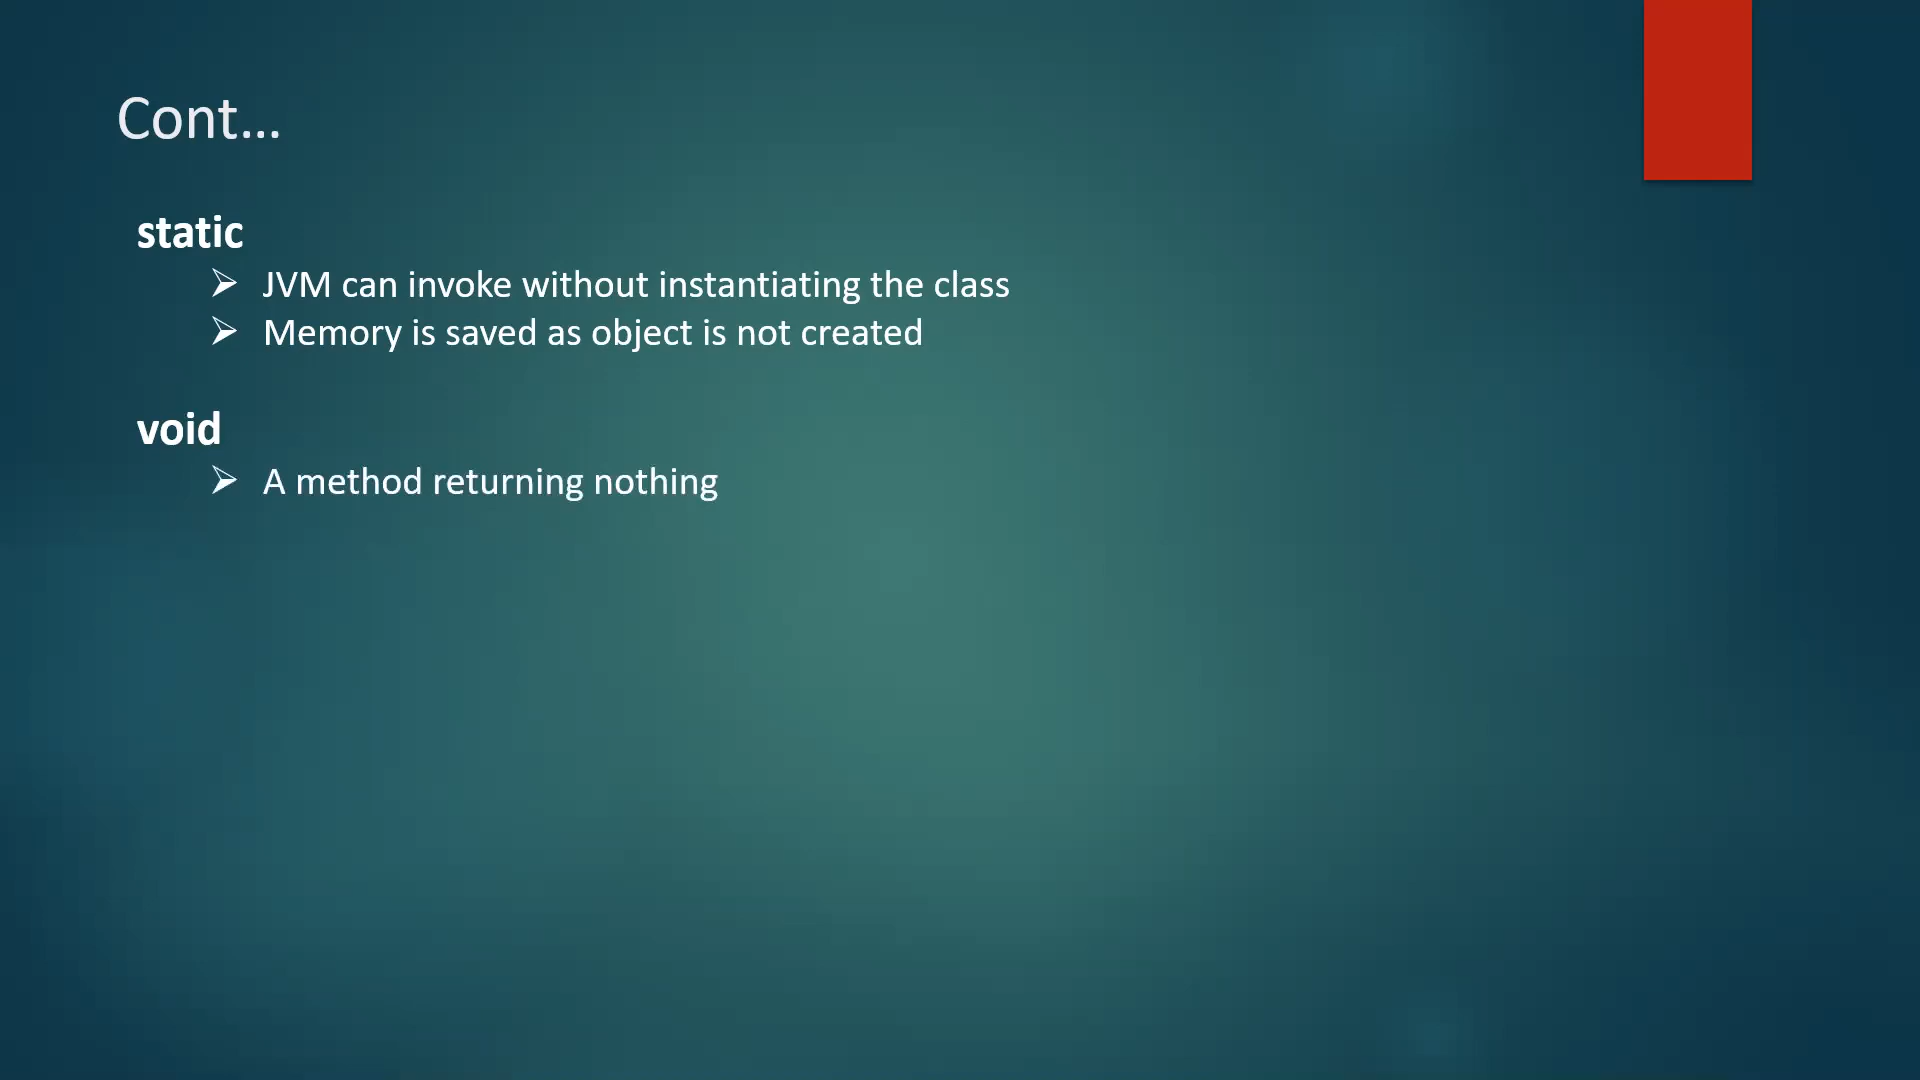 Cont…
static
JVM can invoke without instantiating the class
Memory is saved as object is not created
void
A method returning nothing